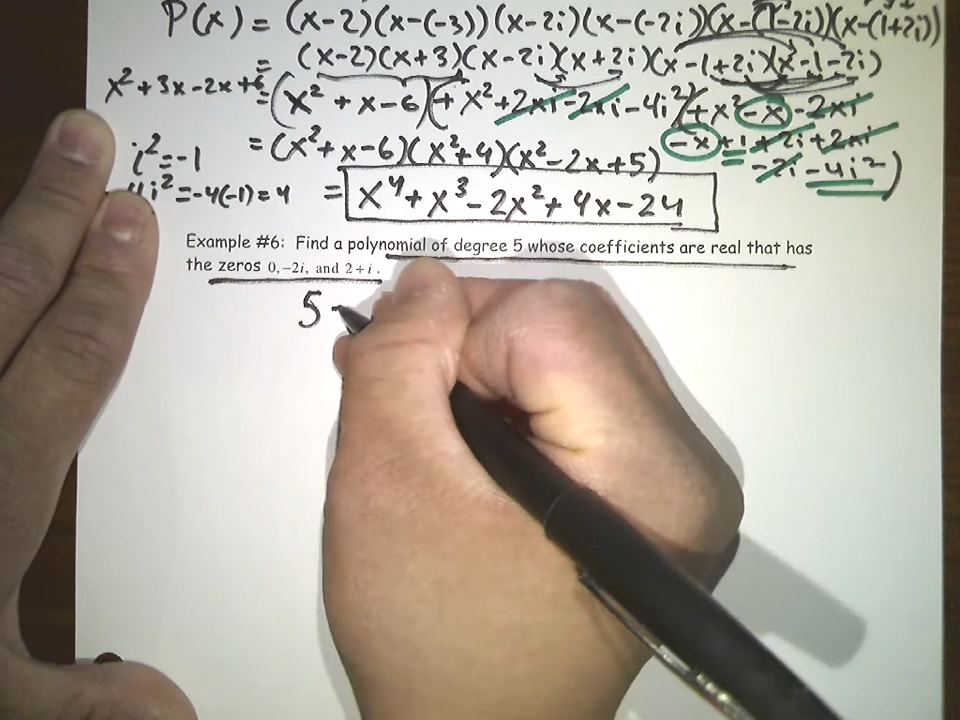 P(x) = (x-2)(x-(-3))(x-2i)(x-(-2i))(x-(1-2i))(x-(1+2i))
= (x-2)(x+3)(x-2i)(x+2i)(x-1+2i)(x-1-2i)
x²+3x-2x+6
= (x²+x-6)(+x²+2xi-2xi-4i²)(+x²-x-2xi
-x+1+2i+2xi
-2i-4i²)
i²=-1
= (x²+x-6)(x²+4)(x²-2x+5)
4i²=-4(-1)=4
= x⁴+x³-2x²+4x-24
Example #6: Find a polynomial of degree 5 whose coefficients are real that has
the zeros 0,-2i, and 2+i.
5